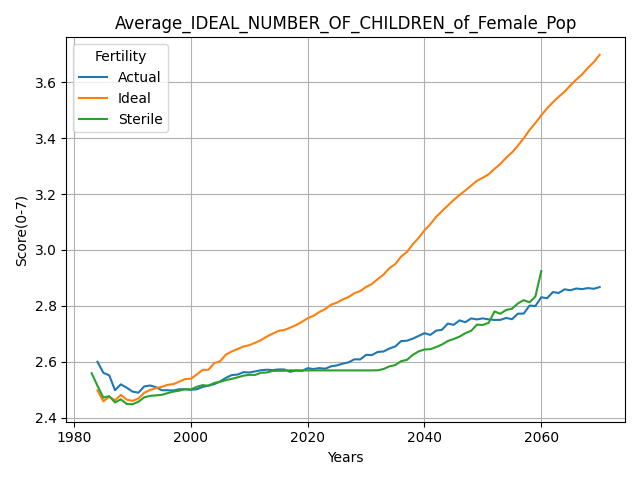 Average_IDEAL_NUMBER_OF_CHILDREN_of_Female_Pop
Fertility
Actual
Ideal
Sterile
Score(0-7)
3.6
3.4
3.2
3.0
2.8
2.6
2.4
1980 2000 2020 2040 2060
Years